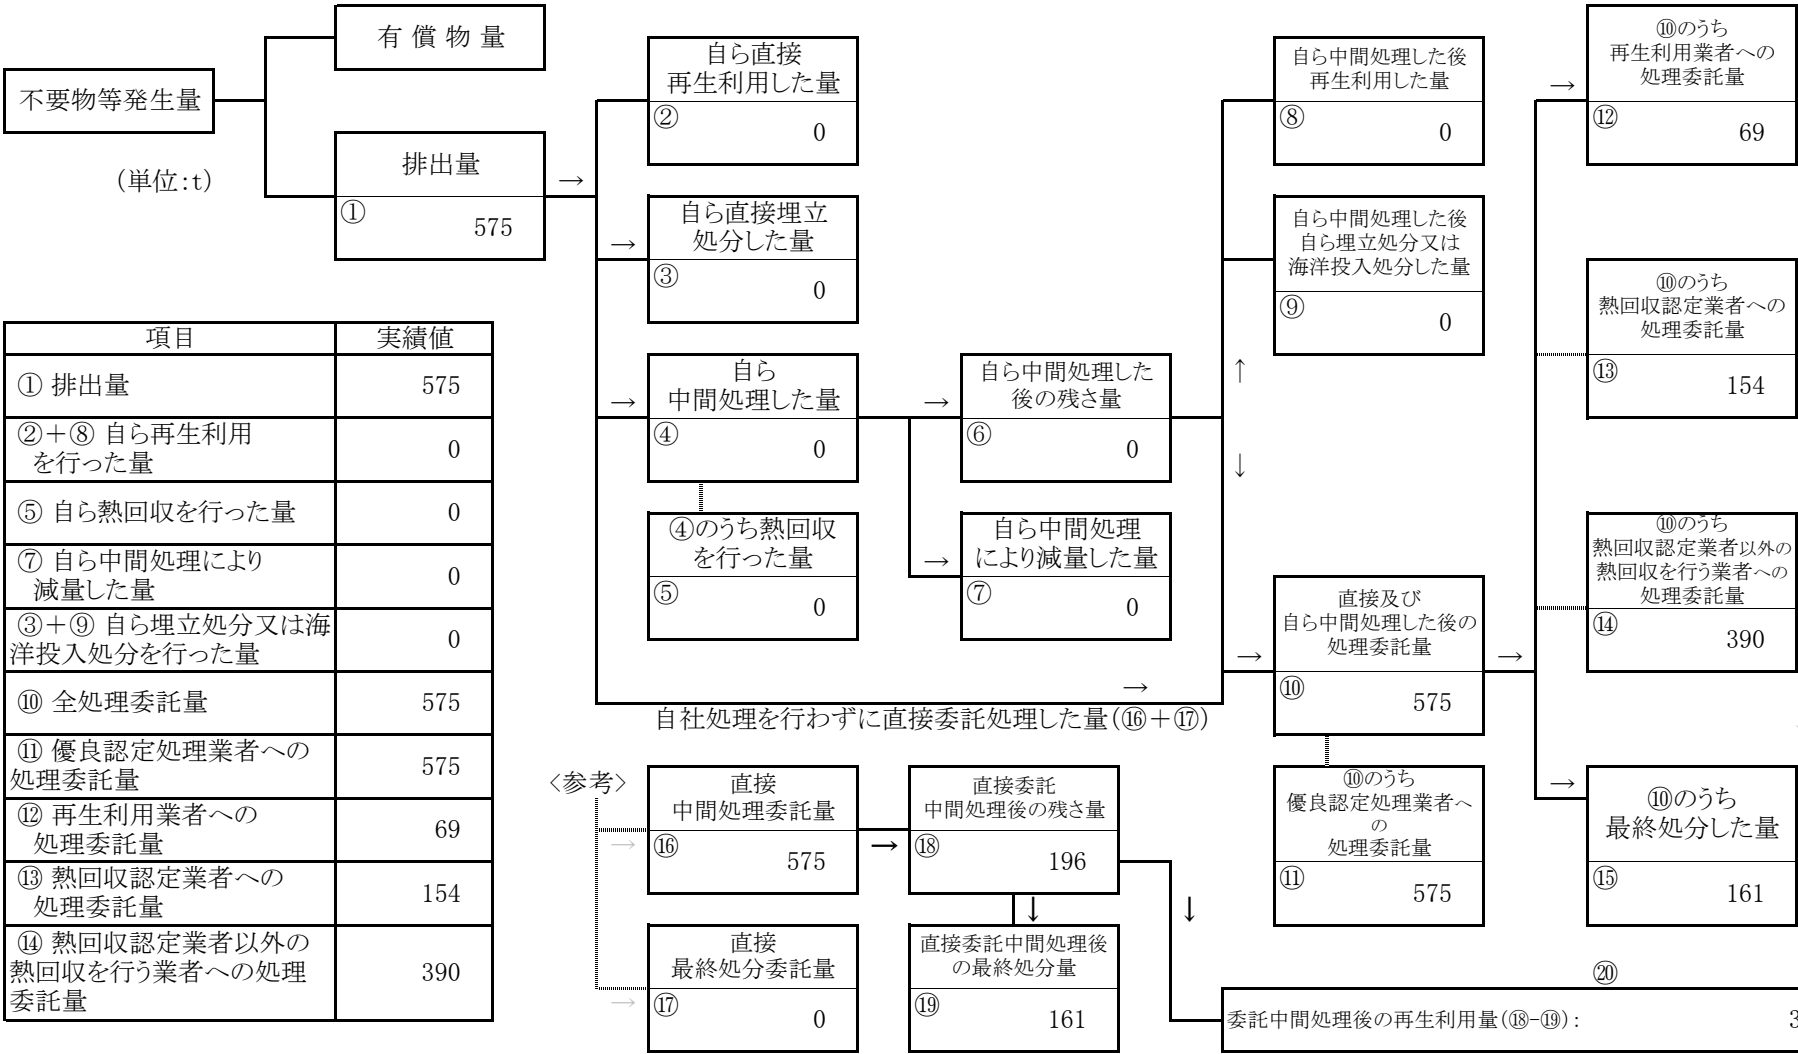 有 償 物 量
不要物等発生量
(単位:t)
排出量
→
①
575
自ら直接
再生利用した量
②
0
→
自ら直接埋立
処分した量
③
0
→
自ら
中間処理した量
④
0
④のうち熱回収
を行った量
⑤
0
→
自ら中間処理した
後の残さ量
⑥
0
→
自ら中間処理
により減量した量
⑦
0
自ら中間処理した後
再生利用した量
⑧
0
自ら中間処理した後
自ら埋立処分又は
海洋投入処分した量
⑨
0
↑
↓
→
直接及び
自ら中間処理した後の
処理委託量
→
⑩
575
⑩のうち
優良認定処理業者へ
の
処理委託量
⑪
575
→
⑩のうち
再生利用業者への
処理委託量
⑫
69
⑩のうち
熱回収認定業者への
処理委託量
⑬
154
⑩のうち
熱回収認定業者以外の
熱回収を行う業者への
処理委託量
⑭
390
→
⑩のうち
最終処分した量
⑮
161
→
自社処理を行わずに直接委託処理した量(⑯+⑰)
項目 実績値
① 排出量 575
②+⑧ 自ら再生利用
を行った量 0
⑤ 自ら熱回収を行った量 0
⑦ 自ら中間処理により
減量した量 0
③+⑨ 自ら埋立処分又は海
洋投入処分を行った量 0
⑩ 全処理委託量 575
⑪ 優良認定処理業者への
処理委託量 575
⑫ 再生利用業者への
処理委託量 69
⑬ 熱回収認定業者への
処理委託量 154
⑭ 熱回収認定業者以外の
熱回収を行う業者への処理
委託量 390
<参考>
→
直接
中間処理委託量
⑯
575
→
直接委託
中間処理後の残さ量
⑱
196
↓
↓
→
直接
最終処分委託量
⑰
0
直接委託中間処理後
の最終処分量
⑲
161
⑳
委託中間処理後の再生利用量(⑱-⑲):